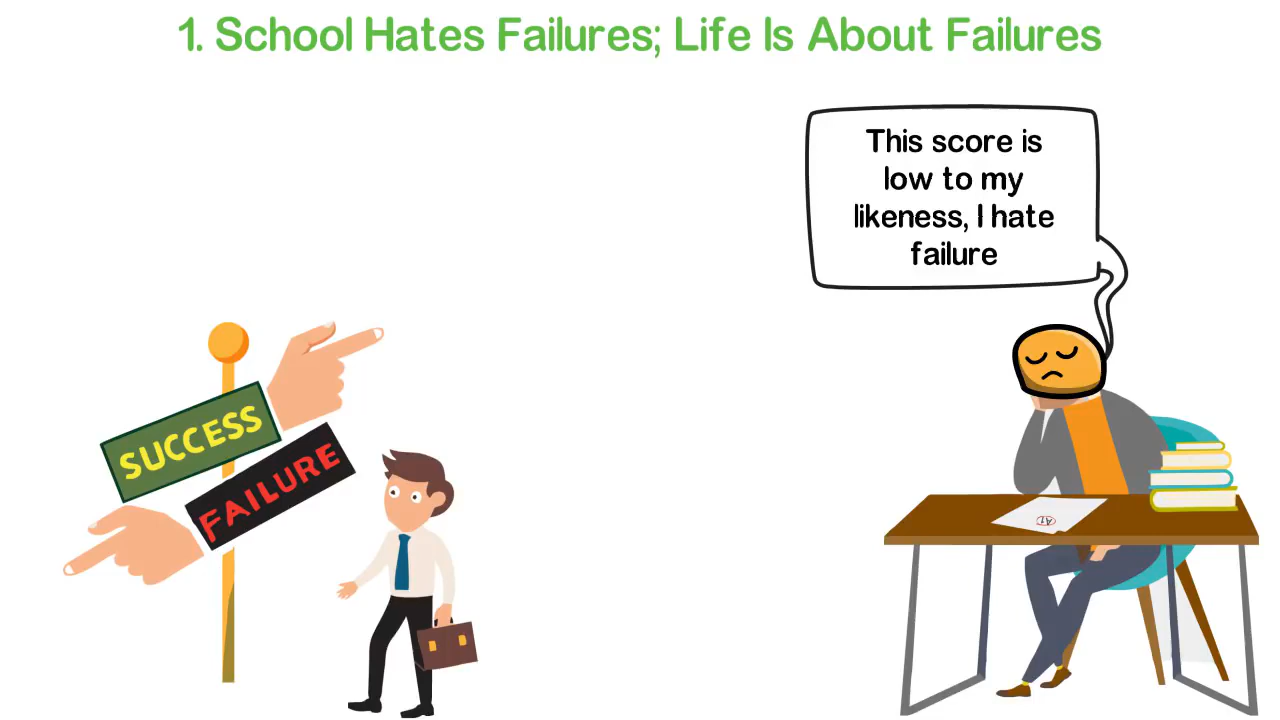 1. School Hates Failures; Life Is About Failures
This score is
low to my
likeness, I hate
failure
SUCCESS
FAILURE
A1